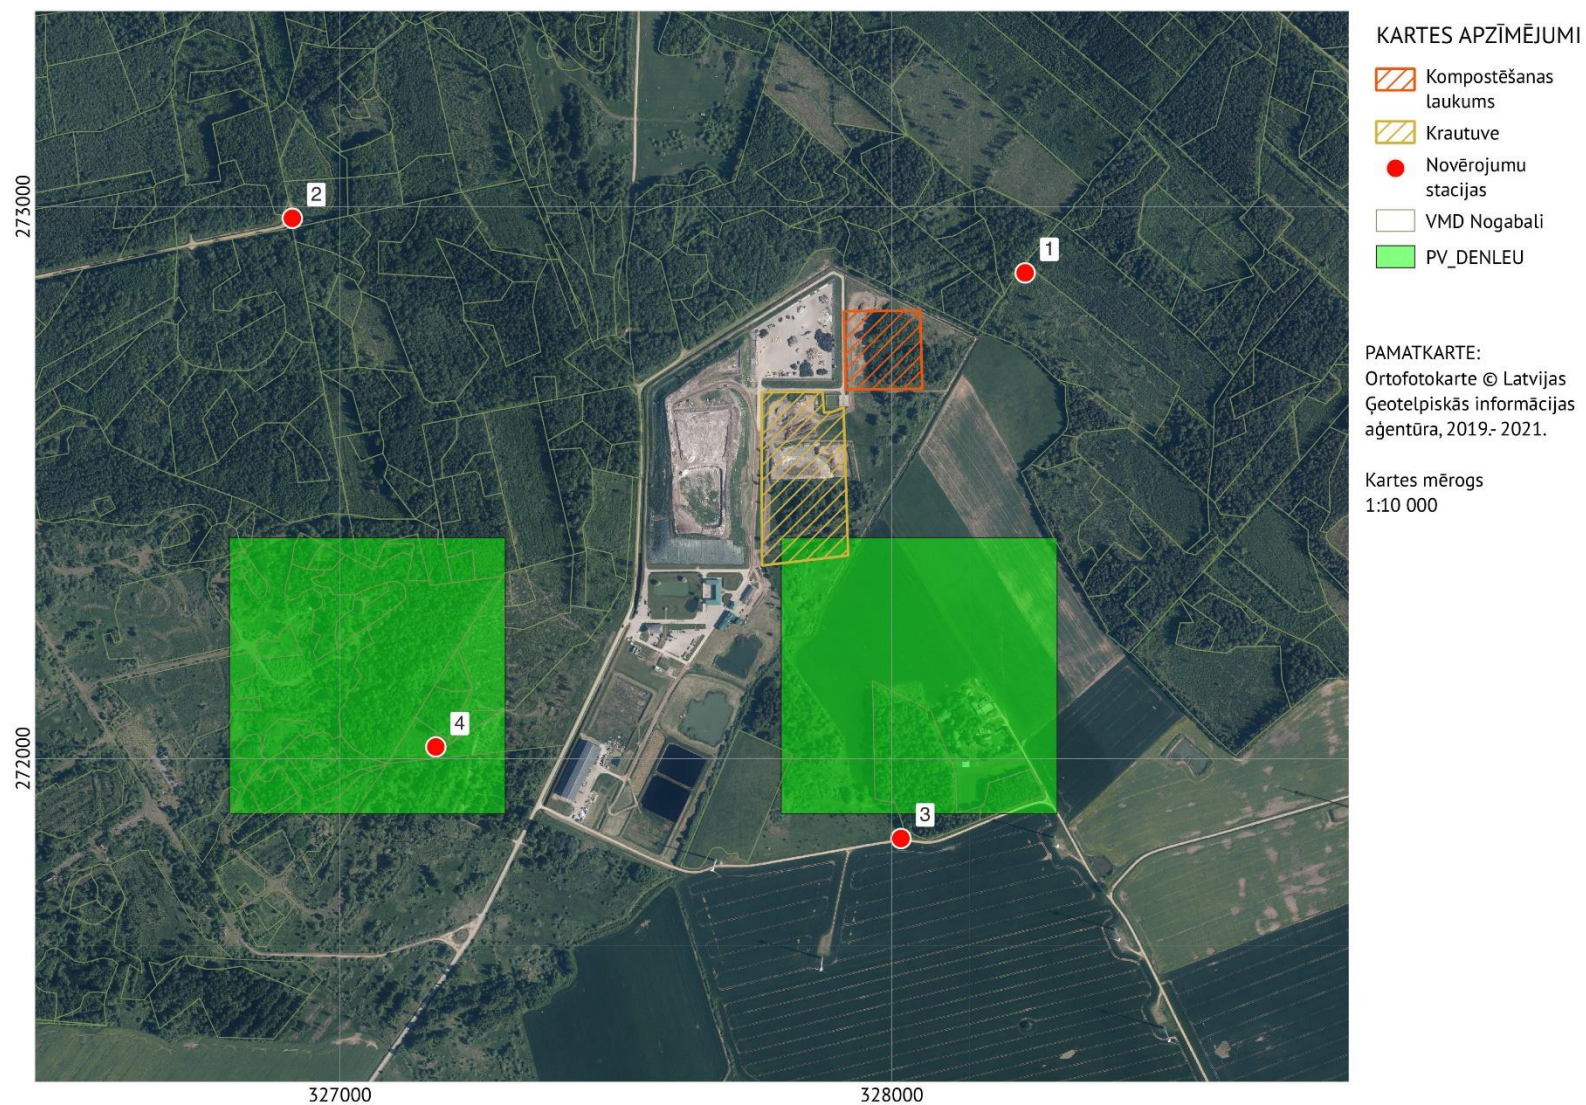 KARTES APZĪMĒJUMI
Kompostēšanas
laukums
Krautuve
Novērojumu
stacijas
VMD Nogabali
PV_DENLEU
PAMATKARTE:
Ortofotokarte © Latvijas
Ģeotelpiskās informācijas
aģentūra, 2019.- 2021.
Kartes mērogs
1:10 000
273000
272000
327000
328000
2
1
4
3